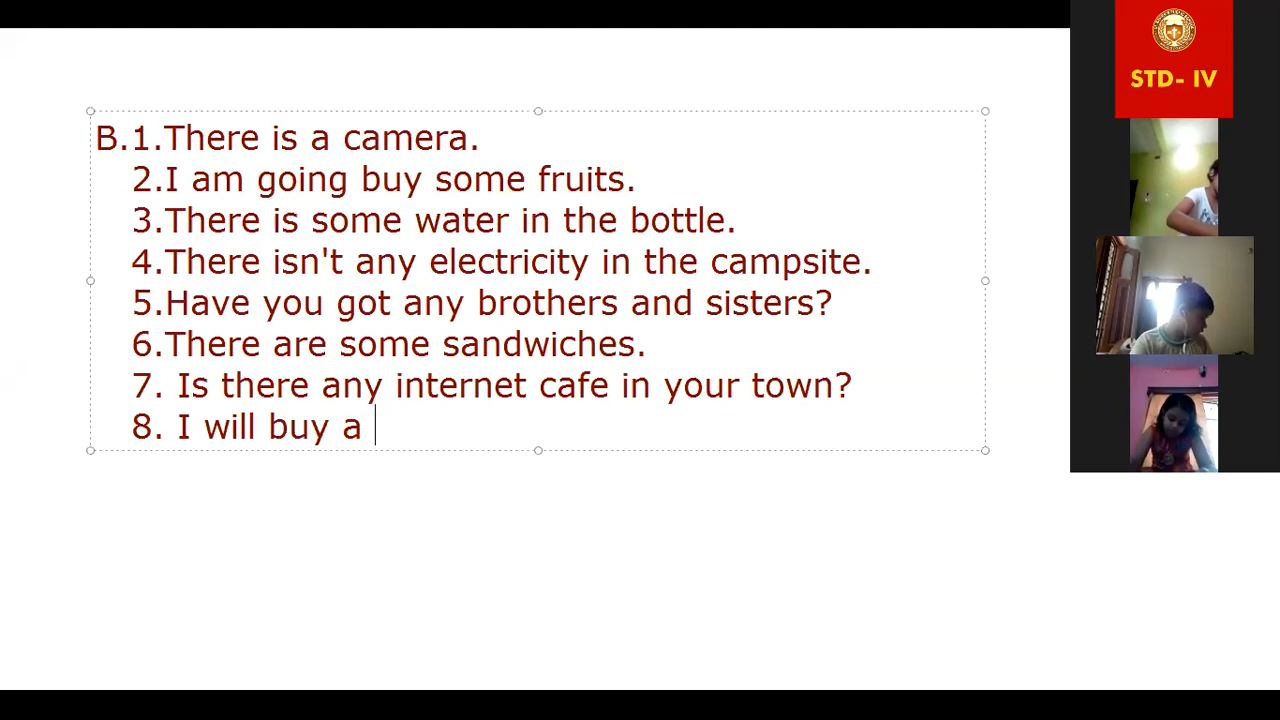 B.1.There is a camera.
2.I am going buy some fruits.
3.There is some water in the bottle.
4.There isn't any electricity in the campsite.
5.Have you got any brothers and sisters?
6.There are some sandwiches.
7. Is there any internet cafe in your town?
8. I will buy a
STD- IV